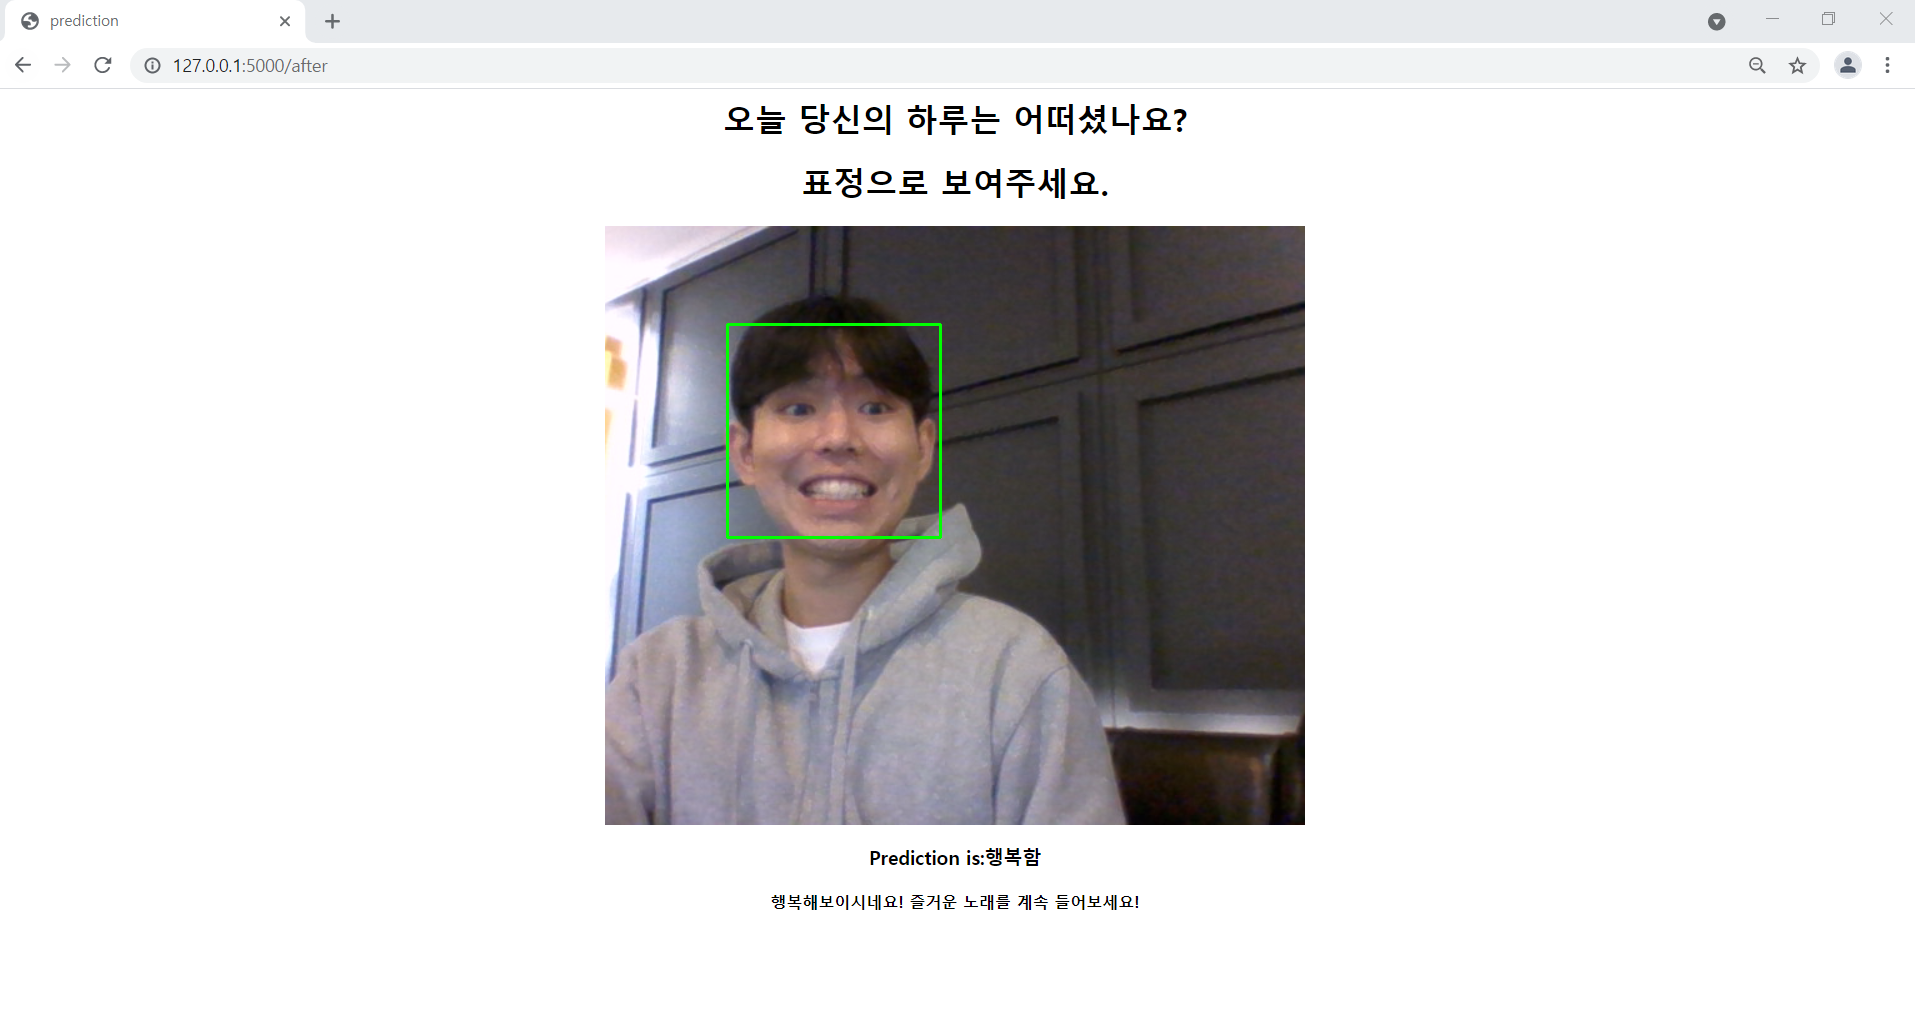 prediction
127.0.0.1:5000/after
오늘 당신의 하루는 어떠셨나요?
표정으로 보여주세요.
Prediction is:행복함
행복해보이시네요! 즐거운 노래를 계속 들어보세요!